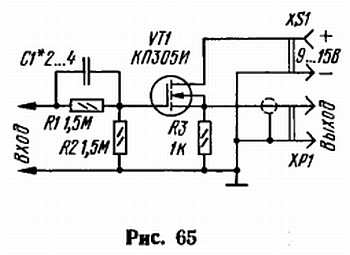 XS1
VT1
КП305И
+
C1*2...4
9...15В
−
R1 1,5М
R3
1к
R2 1,5М
Вход
Выход
XP1
Рис. 65